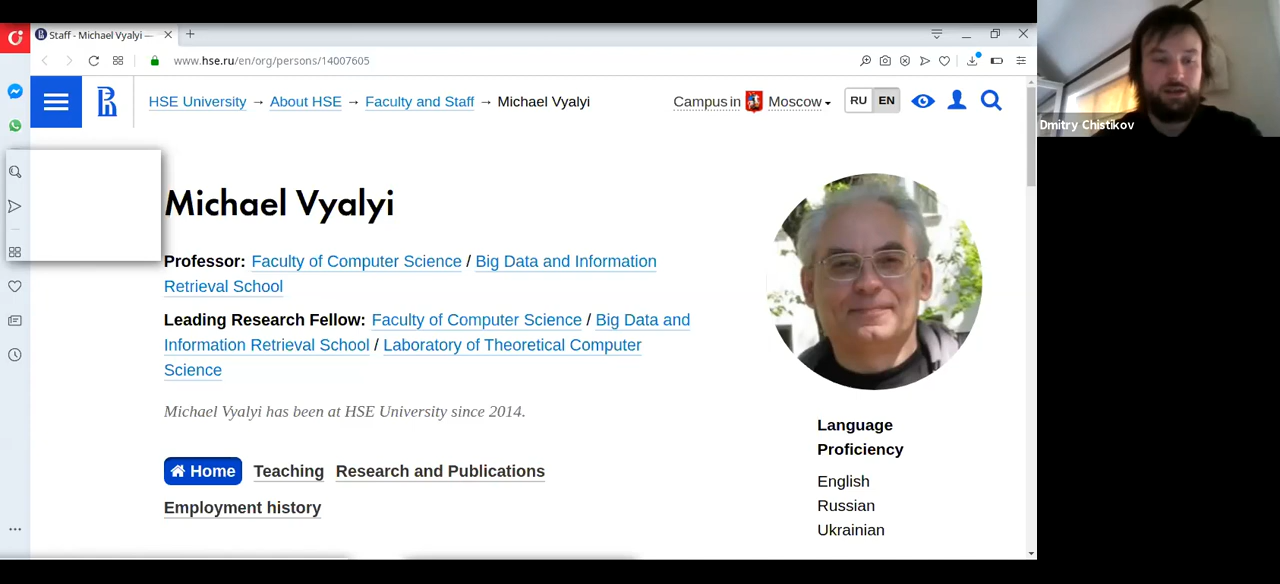 Staff - Michael Vyalyi —
www.hse.ru/en/org/persons/14007605
HSE University → About HSE → Faculty and Staff → Michael Vyalyi
Campus in Moscow
RU EN
Dmitry Chistikov
Michael Vyalyi
Professor: Faculty of Computer Science / Big Data and Information
Retrieval School
Leading Research Fellow: Faculty of Computer Science / Big Data and
Information Retrieval School / Laboratory of Theoretical Computer
Science
Michael Vyalyi has been at HSE University since 2014.
Home Teaching Research and Publications
Employment history
Language
Proficiency
English
Russian
Ukrainian